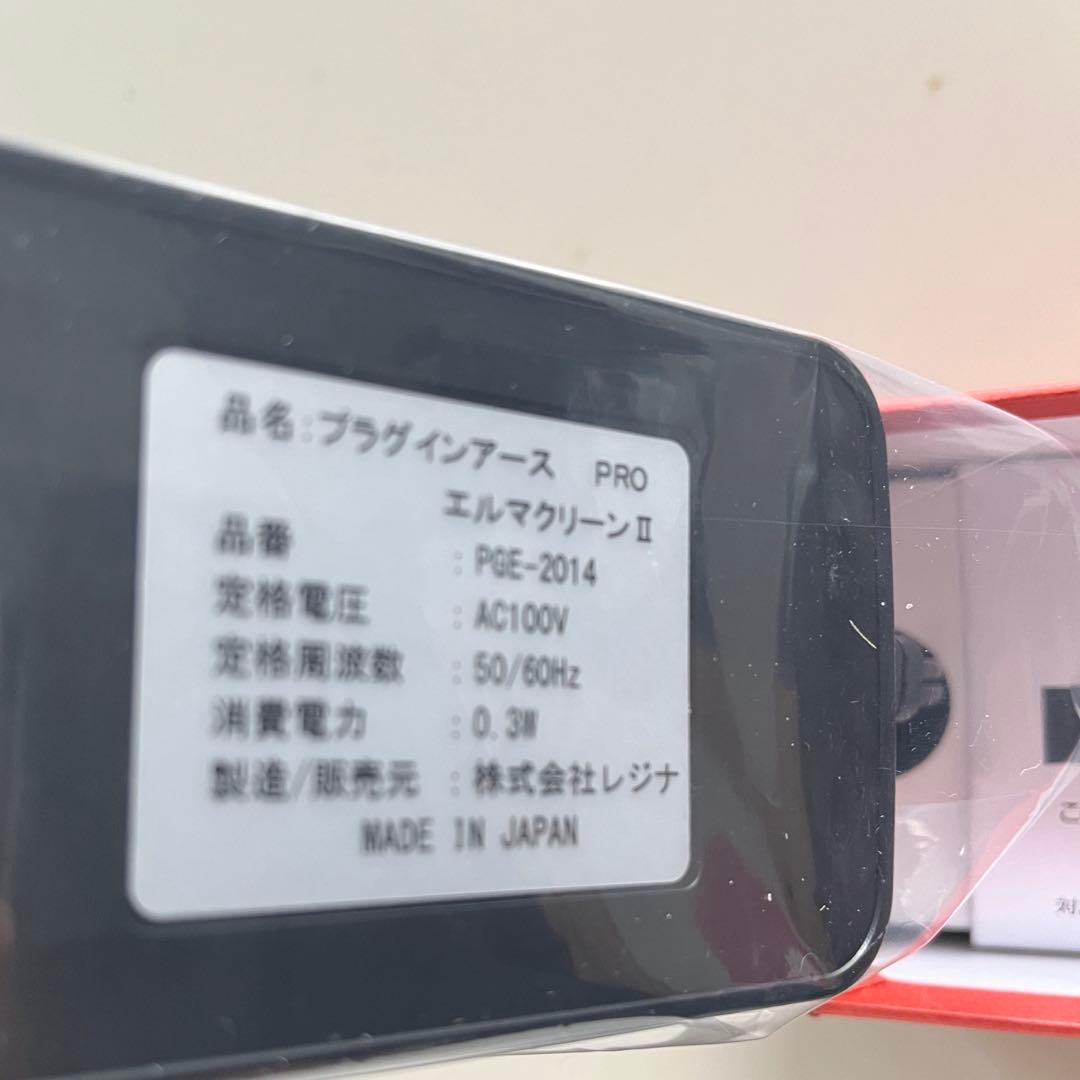 品名:プラグインアース PRO
エルマクリーンⅡ
品番 : PGE-2014
定格電圧 : AC100V
定格周波数 : 50/60Hz
消費電力 : 0.3W
製造/販売元 : 株式会社レジナ
MADE IN JAPAN